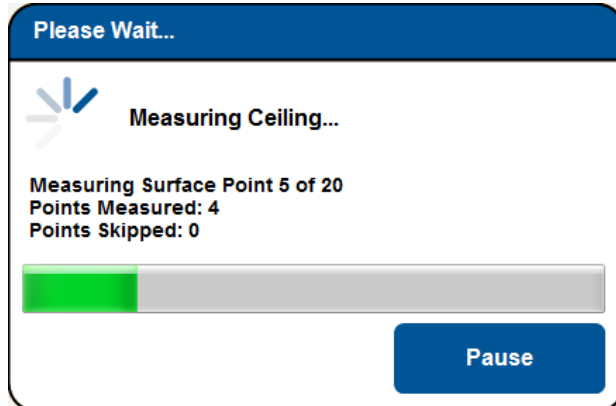 Please Wait...
Measuring Ceiling...
Measuring Surface Point 5 of 20
Points Measured: 4
Points Skipped: 0
Pause